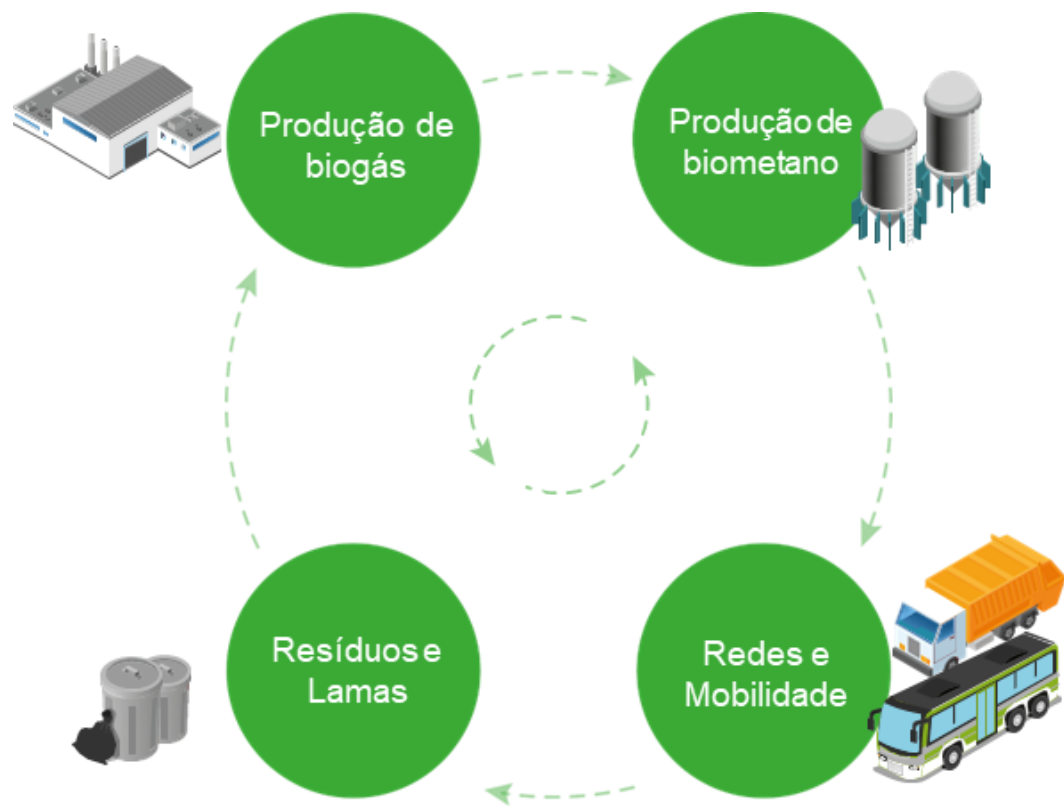 Produção de
biogás
Produção de
biometano
Resíduos e
Lamas
Redes e
Mobilidade